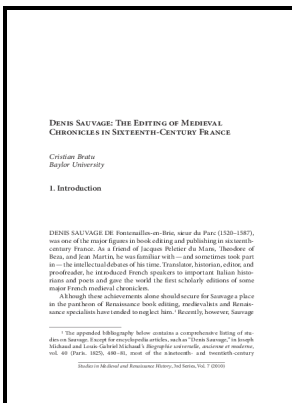 DENIS SAUVAGE: THE EDITING OF MEDIEVAL
CHRONICLES IN SIXTEENTH-CENTURY FRANCE
Cristian Bratu
Baylor University
1. Introduction
DENIS SAUVAGE DE Fontenailles-en-Brie, sieur du Parc (1520–1587),
was one of the major figures in book editing and publishing in sixteenth-
century France. As a friend of Jacques Peletier du Mans, Theodore of
Beza, and Jean Martin, he was familiar with — and sometimes took part
in — the intellectual debates of his time. Translator, historian, editor, and
proofreader, he introduced French speakers to important Italian histo-
rians and poets and gave the world the first scholarly editions of some
major French medieval chroniclers.
Although these achievements alone should secure for Sauvage a place
in the pantheon of Renaissance book editing, medievalists and Renais-
sance specialists have tended to neglect him.¹ Recently, however, Sauvage
¹ The appended bibliography below contains a comprehensive listing of stu-
dies on Sauvage. Except for encyclopedia articles, such as "Denis Sauvage," in Joseph
Michaud and Louis Gabriel Michaud's Biographie universelle, ancienne et moderne,
vol. 40 (Paris, 1825), 480–81, most of the nineteenth- and twentieth-century
Studies in Medieval and Renaissance History, 3rd Series, Vol. 7 (2010)